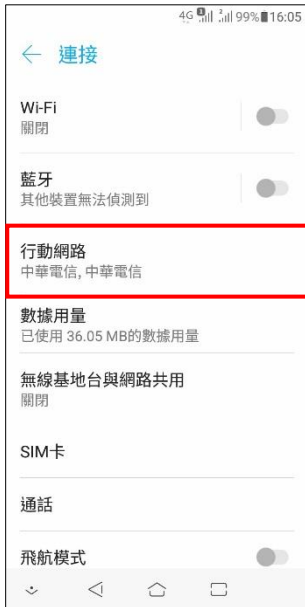 4G 1 2 99% 16:05
連接
Wi-Fi
關閉
藍牙
其他裝置無法偵測到
行動網路
中華電信, 中華電信
數據用量
已使用 36.05 MB的數據用量
無線基地台與網路共用
關閉
SIM卡
通話
飛航模式